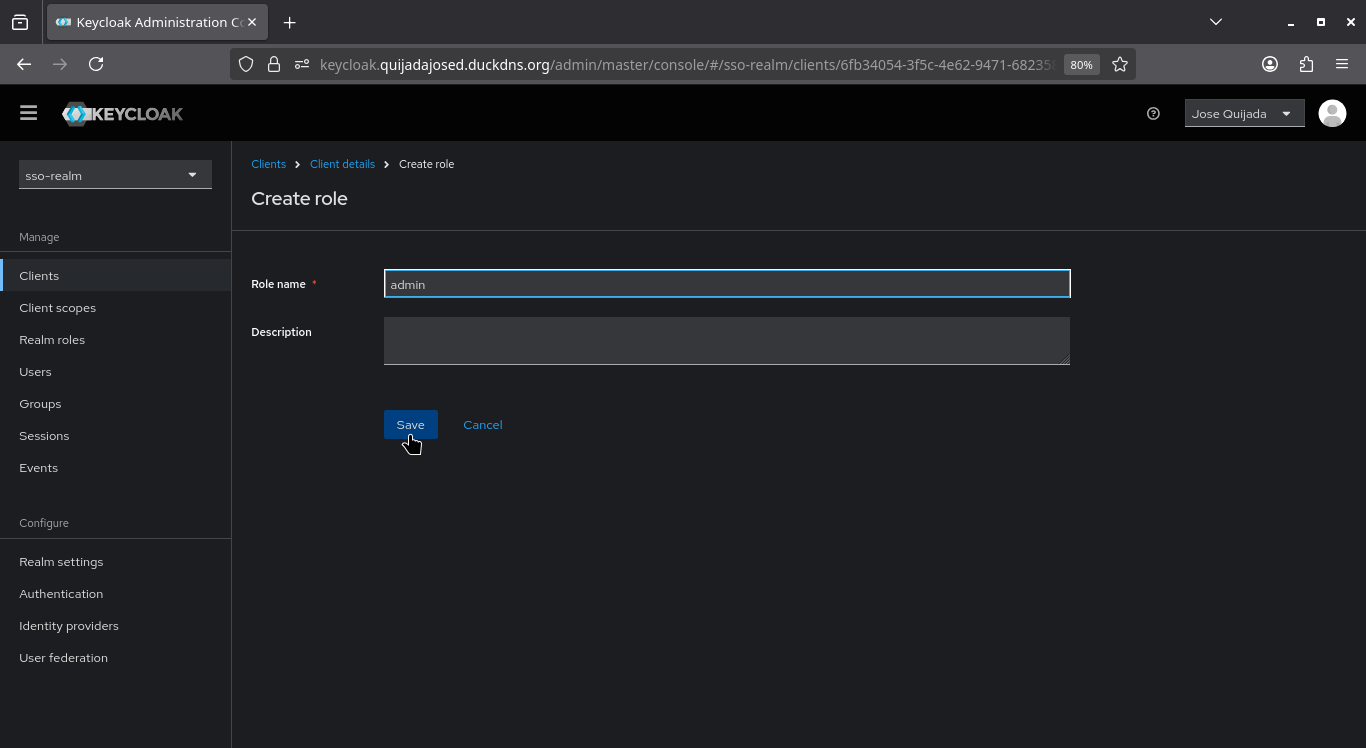 Keycloak Administration Co
keycloak.quijadajosed.duckdns.org/admin/master/console/#/sso-realm/clients/6fb34054-3f5c-4e62-9471-68235
80%
KEYCLOAK
Jose Quijada
sso-realm
Clients
Client details
Create role
Create role
Manage
Clients
Client scopes
Realm roles
Users
Groups
Sessions
Events
Configure
Realm settings
Authentication
Identity providers
User federation
Role name *
admin
Description
Save
Cancel